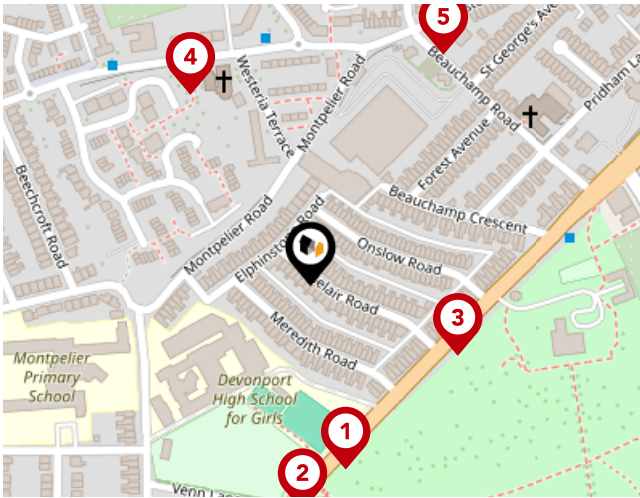 5
4
St George's Ave
Beauchamp Road
Westeria Terrace
Montpelier Road
Pridham La
Forest Avenue
Beechcroft Road
Beauchamp Crescent
Montpelier Road
Elphinstone Road
Onslow Road
elair Road
3
Meredith Road
Montpelier
Primary
School
Devonport
High School
for Girls
1
2
Venn La